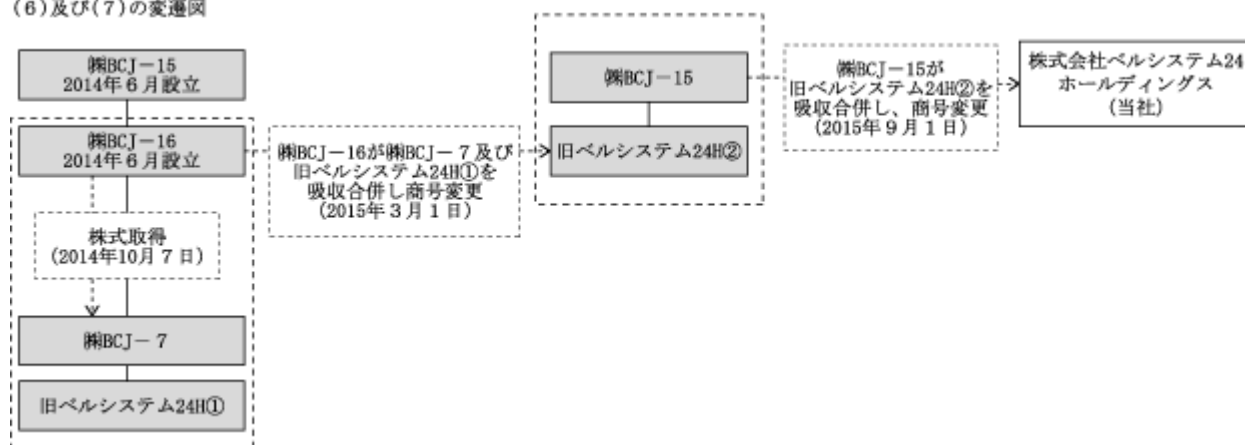 (6)及び(7)の変遷図
㈱BCJ－15
2014年6月設立
㈱BCJ－16
2014年6月設立
株式取得
(2014年10月7日)
㈱BCJ－7
旧ベルシステム24H①
㈱BCJ－16が㈱BCJ－7及び
旧ベルシステム24H①を
吸収合併し商号変更
(2015年3月1日)
㈱BCJ－15
旧ベルシステム24H②
㈱BCJ－15が
旧ベルシステム24H②を
吸収合併し、商号変更
(2015年9月1日)
株式会社ベルシステム24
ホールディングス
(当社)